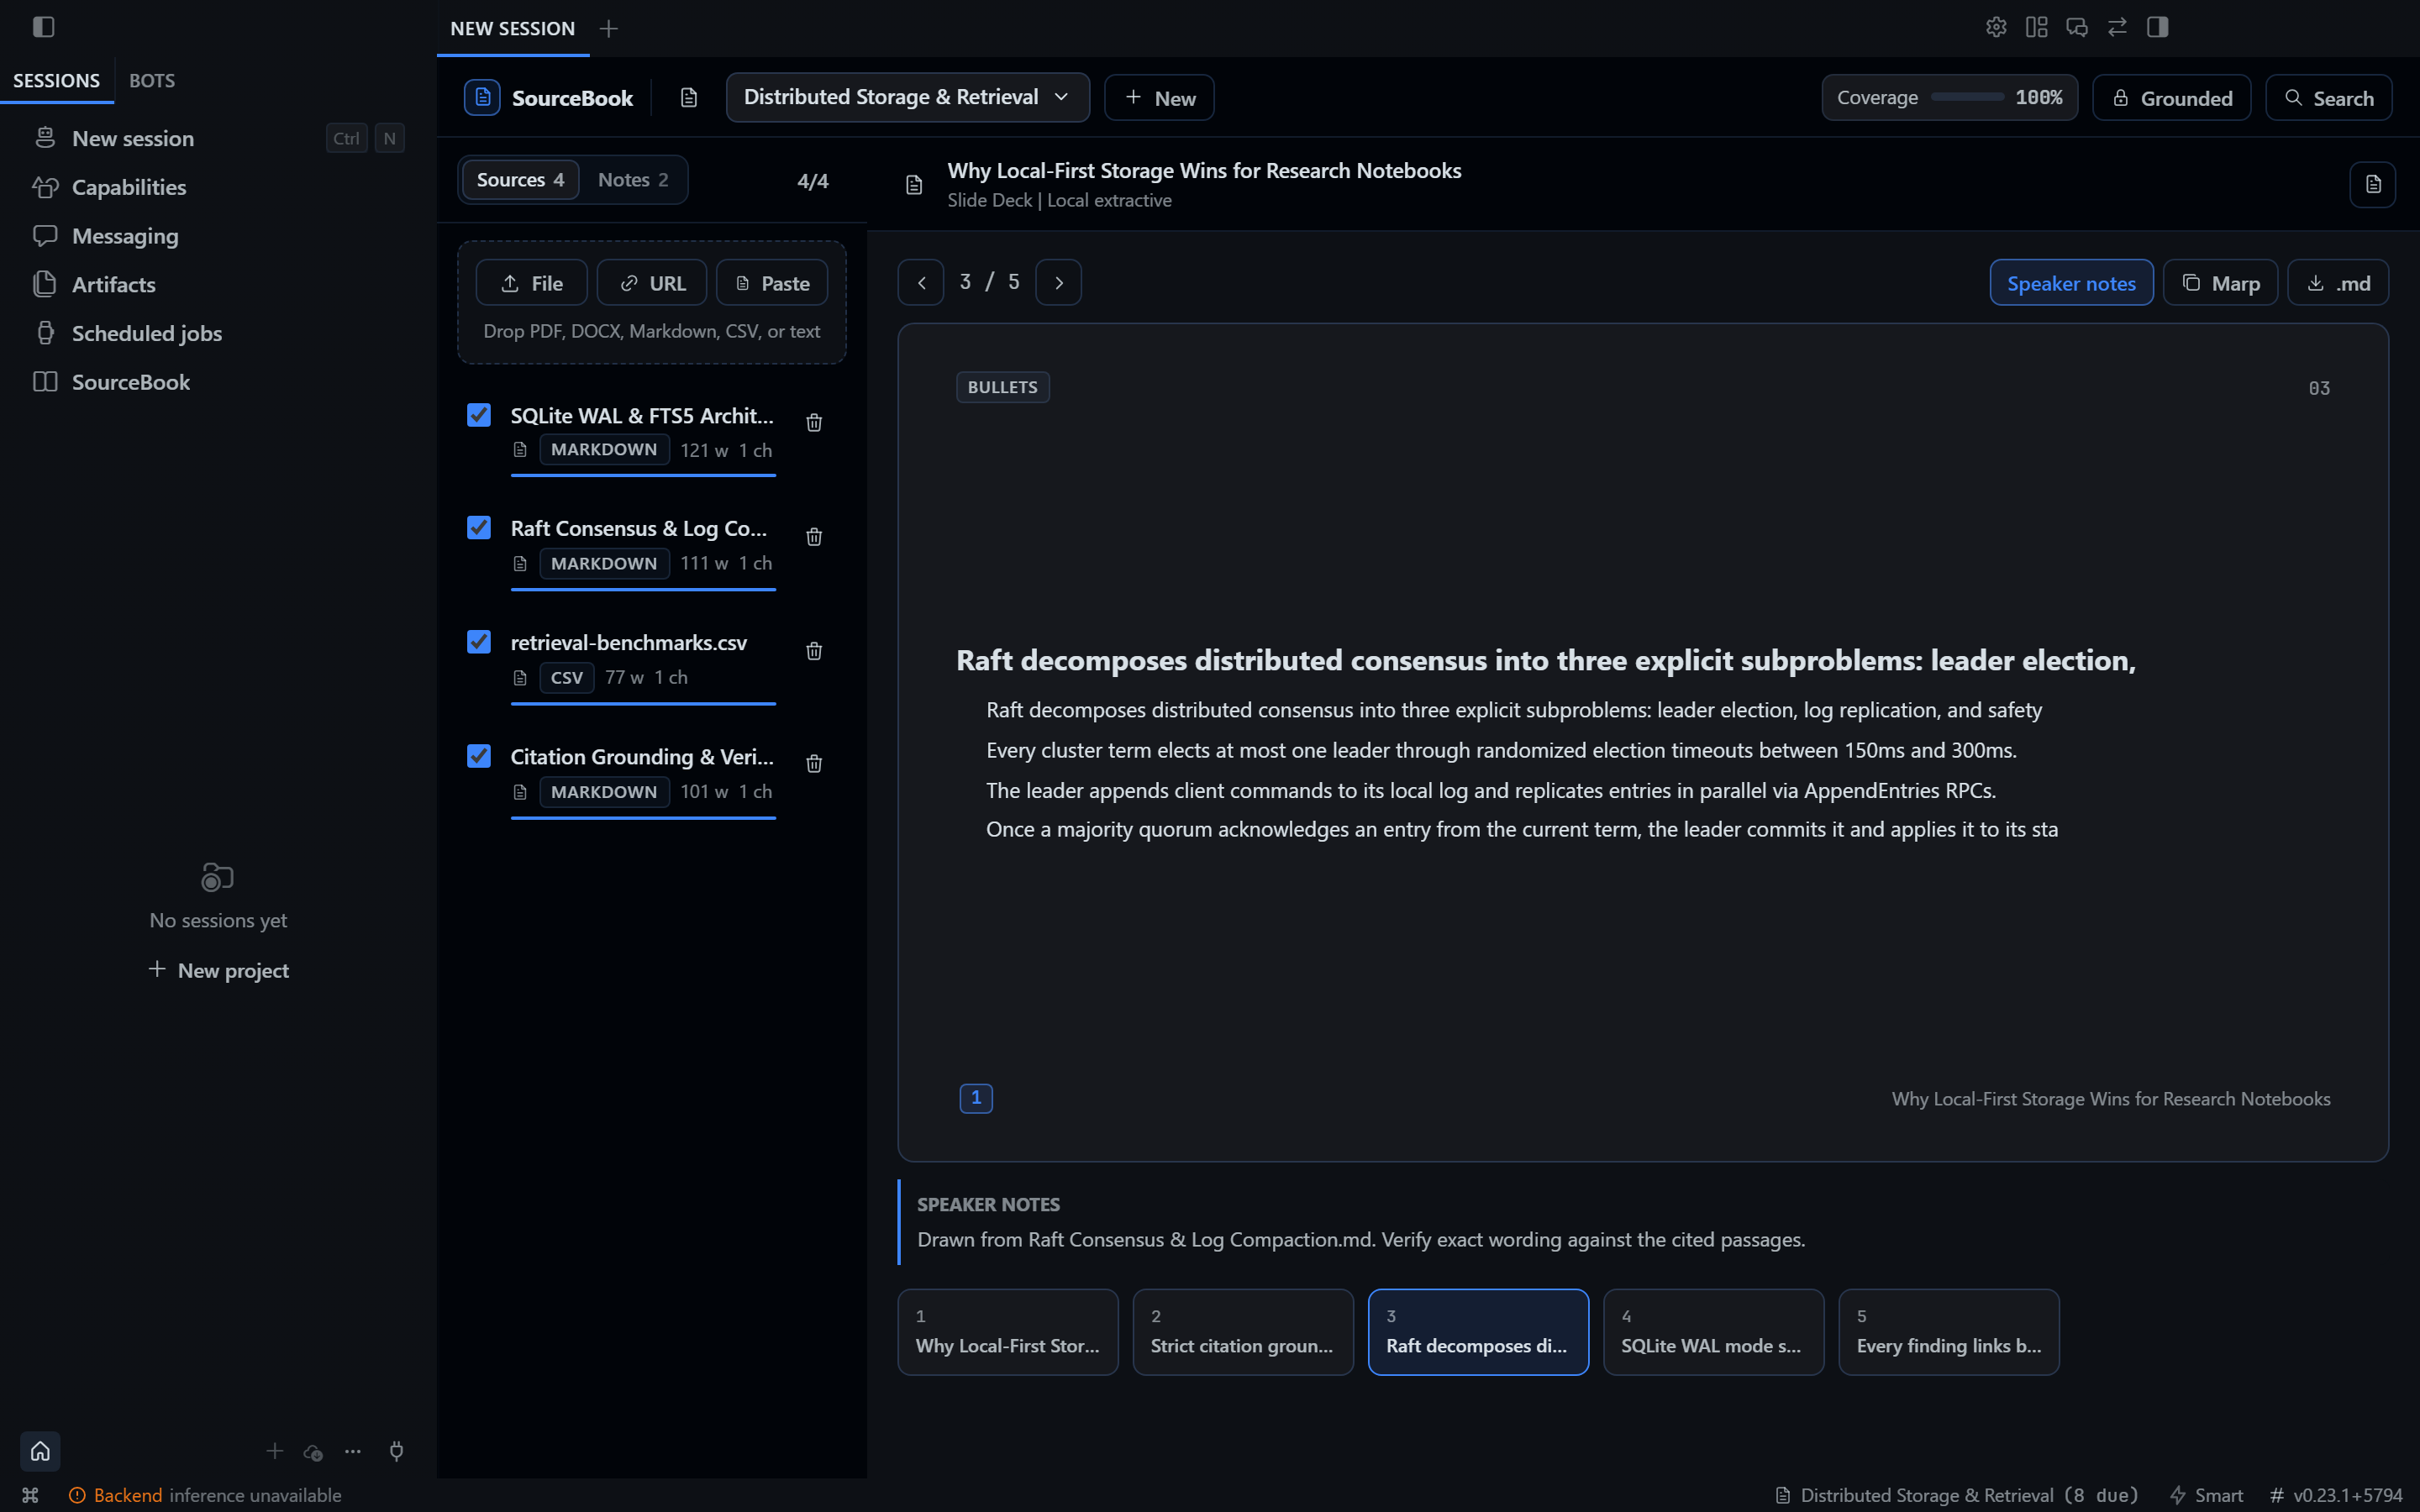 NEW SESSION
SESSIONS
BOTS
New session
Ctrl
N
Capabilities
Messaging
Artifacts
Scheduled jobs
SourceBook
No sessions yet
New project
Backend inference unavailable
SourceBook
Distributed Storage & Retrieval
New
Coverage 100%
Grounded
Search
Sources 4
Notes 2
4/4
File
URL
Paste
Drop PDF, DOCX, Markdown, CSV, or text
SQLite WAL & FTS5 Archit...
MARKDOWN 121 w 1 ch
Raft Consensus & Log Co...
MARKDOWN 111 w 1 ch
retrieval-benchmarks.csv
CSV 77 w 1 ch
Citation Grounding & Veri...
MARKDOWN 101 w 1 ch
Why Local-First Storage Wins for Research Notebooks
Slide Deck | Local extractive
3 / 5
Speaker notes
Marp
.md
BULLETS
03
Raft decomposes distributed consensus into three explicit subproblems: leader election,
Raft decomposes distributed consensus into three explicit subproblems: leader election, log replication, and safety
Every cluster term elects at most one leader through randomized election timeouts between 150ms and 300ms.
The leader appends client commands to its local log and replicates entries in parallel via AppendEntries RPCs.
Once a majority quorum acknowledges an entry from the current term, the leader commits it and applies it to its sta
1
Why Local-First Storage Wins for Research Notebooks
SPEAKER NOTES
Drawn from Raft Consensus & Log Compaction.md. Verify exact wording against the cited passages.
1
Why Local-First Stor...
2
Strict citation groun...
3
Raft decomposes di...
4
SQLite WAL mode s...
5
Every finding links b...
Distributed Storage & Retrieval (8 due)
Smart
# v0.23.1+5794